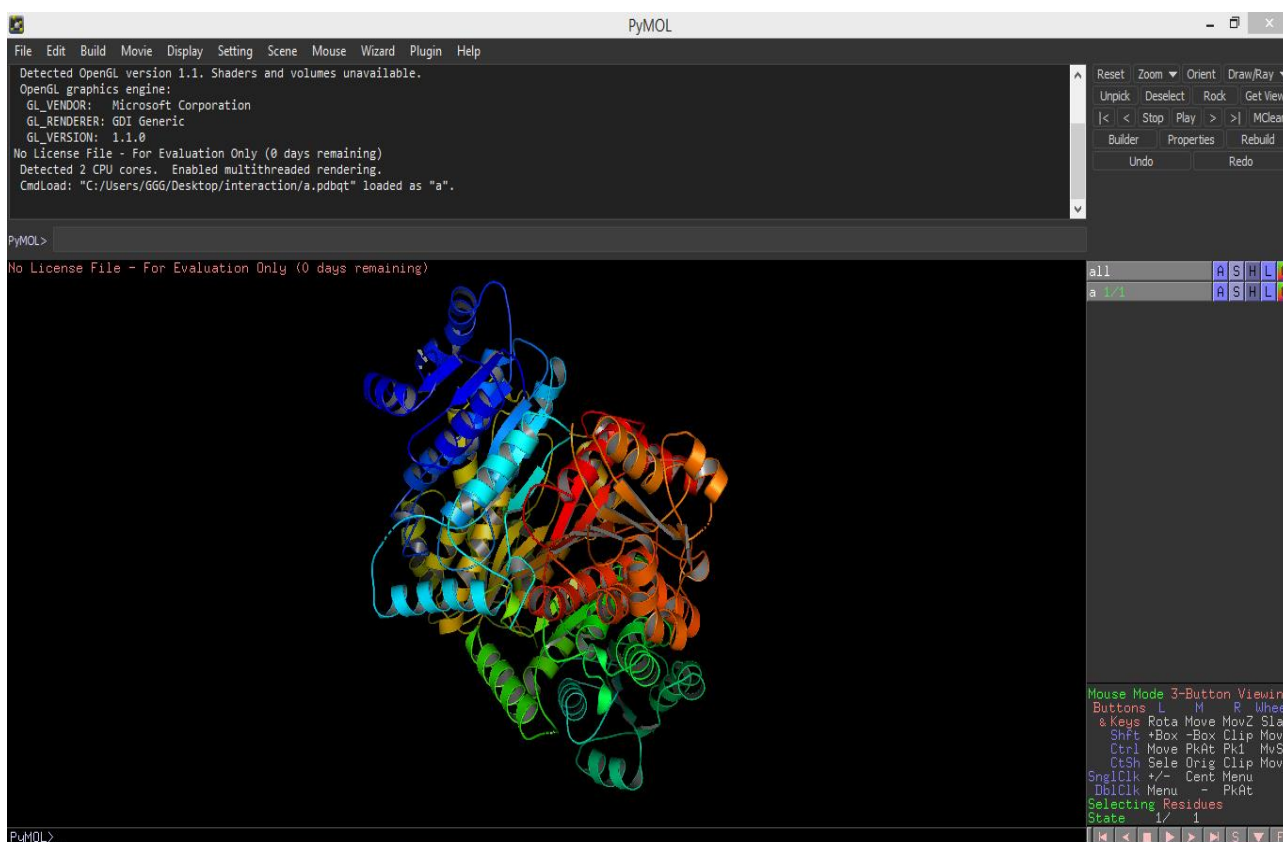 PyMOL
File Edit Build Movie Display Setting Scene Mouse Wizard Plugin Help
Detected OpenGL version 1.1. Shaders and volumes unavailable.
OpenGL graphics engine:
GL_VENDOR: Microsoft Corporation
GL_RENDERER: GDI Generic
GL_VERSION: 1.1.0
No License File - For Evaluation Only (0 days remaining)
Detected 2 CPU cores. Enabled multithreaded rendering.
CmdLoad: "C:/Users/GGG/Desktop/interaction/a.pdbqt" loaded as "a".
Reset Zoom Orient Draw/Ray
Unpick Deselect Rock Get View
|< < Stop Play > >| MClear
Builder Properties Rebuild
Undo Redo
PyMOL>
No License File - For Evaluation Only (0 days remaining)
all A S H L
a 1/1 A S H L
Mouse Mode 3-Button Viewin
Buttons L M R Whee
& Keys Rota Move MovZ Sla
Shft +Box -Box Clip Mov
Ctrl Move PkAt Pk1 MvS
CtSh Sele Orig Clip Mov
SnglClk +/- Cent Menu
DblClk Menu - PkAt
Selecting Residues
State 1/ 1
PyMOL>
S